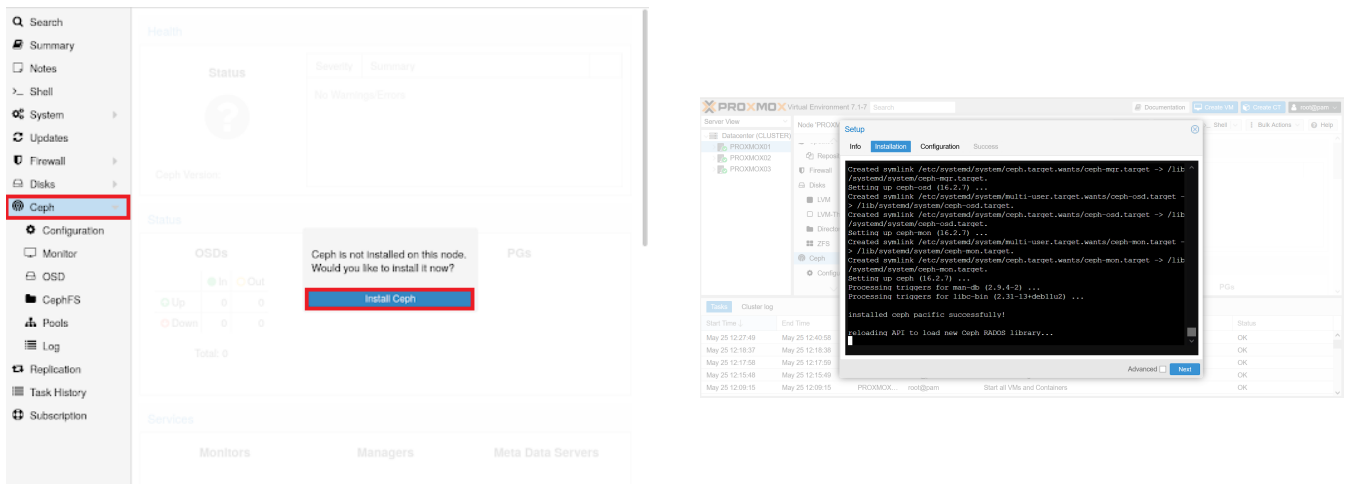 Search
Summary
Notes
Shell
System
Updates
Firewall
Disks
Ceph
Configuration
Monitor
OSD
CephFS
Pools
Log
Replication
Task History
Subscription
Health
Status
Severity Summary
No Warnings/Errors
Ceph Version:
Status
OSDs
PGs
In Out
Up 0 0
Down 0 0
Total: 0
Ceph is not installed on this node.
Would you like to install it now?
Install Ceph
Services
Monitors Managers Meta Data Servers
PROXMOX Virtual Environment 7.1-7 Search
Documentation Create VM Create CT root@pam
Server View
Datacenter (CLUSTER)
PROXMOX01
PROXMOX02
PROXMOX03
Node 'PROXM
Shell Bulk Actions Help
Reposit
Firewall
Disks
LVM
LVM-Th
Directo
ZFS
Ceph
Configu
Setup
Info Installation Configuration Success
Created symlink /etc/systemd/system/ceph.target.wants/ceph-mgr.target -> /lib
/systemd/system/ceph-mgr.target.
Setting up ceph-osd (16.2.7) ...
Created symlink /etc/systemd/system/multi-user.target.wants/ceph-osd.target -
> /lib/systemd/system/ceph-osd.target.
Created symlink /etc/systemd/system/ceph.target.wants/ceph-osd.target -> /lib
/systemd/system/ceph-osd.target.
Setting up ceph-mon (16.2.7) ...
Created symlink /etc/systemd/system/multi-user.target.wants/ceph-mon.target -
> /lib/systemd/system/ceph-mon.target.
Created symlink /etc/systemd/system/ceph.target.wants/ceph-mon.target -> /lib
/systemd/system/ceph-mon.target.
Setting up ceph (16.2.7) ...
Processing triggers for man-db (2.9.4-2) ...
Processing triggers for libc-bin (2.31-13+deb11u2) ...
installed ceph pacific successfully!
reloading API to load new Ceph RADOS library...
Advanced Next
PGs
Tasks Cluster log
Start Time End Time Status
May 25 12:27:49 May 25 12:40:58 OK
May 25 12:18:37 May 25 12:18:38 OK
May 25 12:17:58 May 25 12:17:59 OK
May 25 12:15:48 May 25 12:15:49 OK
May 25 12:09:15 May 25 12:09:15 PROXMOX... root@pam Start all VMs and Containers OK